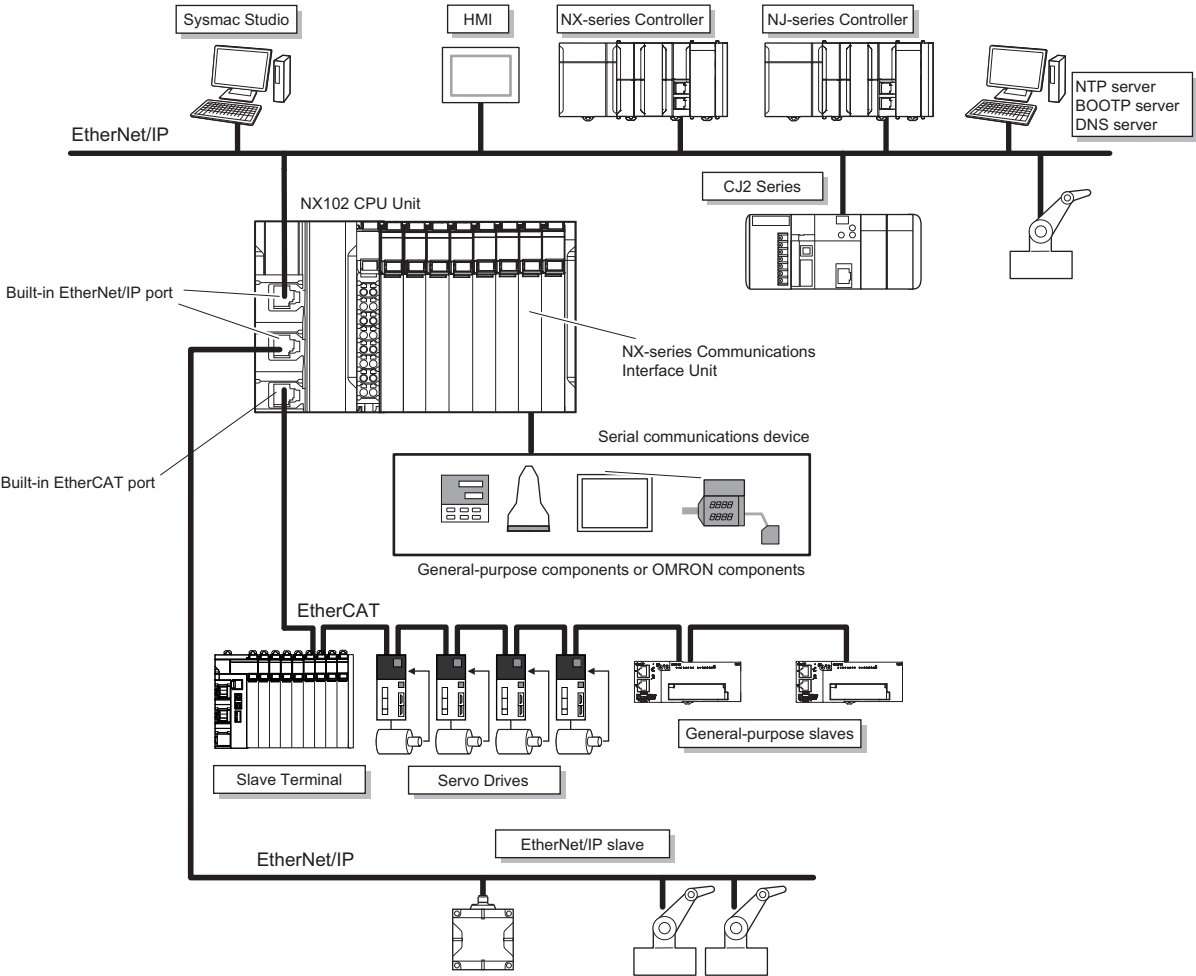 Sysmac Studio
HMI
NX-series Controller
NJ-series Controller
NTP server
BOOTP server
DNS server
EtherNet/IP
CJ2 Series
NX102 CPU Unit
Built-in EtherNet/IP port
NX-series Communications
Interface Unit
Serial communications device
Built-in EtherCAT port
8888
8888
General-purpose components or OMRON components
EtherCAT
General-purpose slaves
Slave Terminal
Servo Drives
EtherNet/IP slave
EtherNet/IP